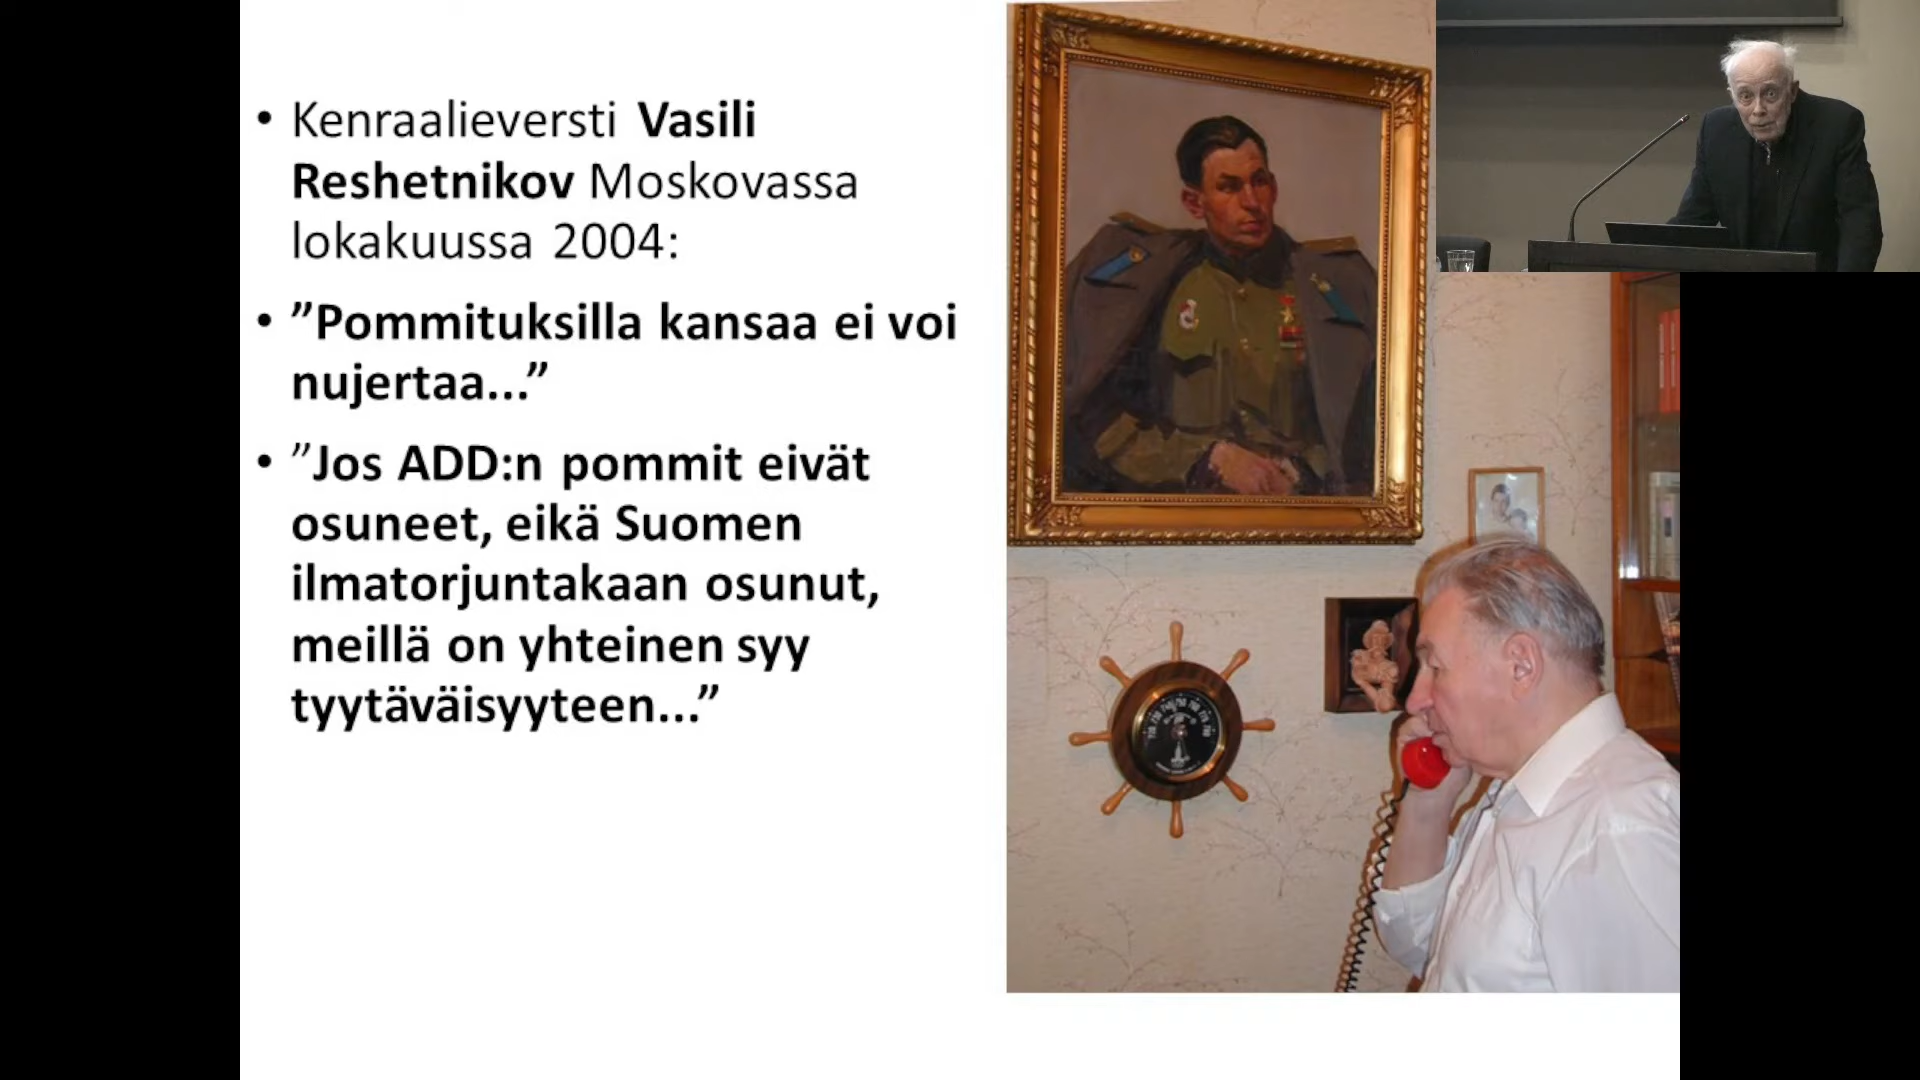 • Kenraalieversti Vasili
Reshetnikov Moskovassa
lokakuussa 2004:
• ”Pommituksilla kansaa ei voi
nujertaa...”
• ”Jos ADD:n pommit eivät
osuneet, eikä Suomen
ilmatorjuntakaan osunut,
meillä on yhteinen syy
tyytäväisyyteen...”